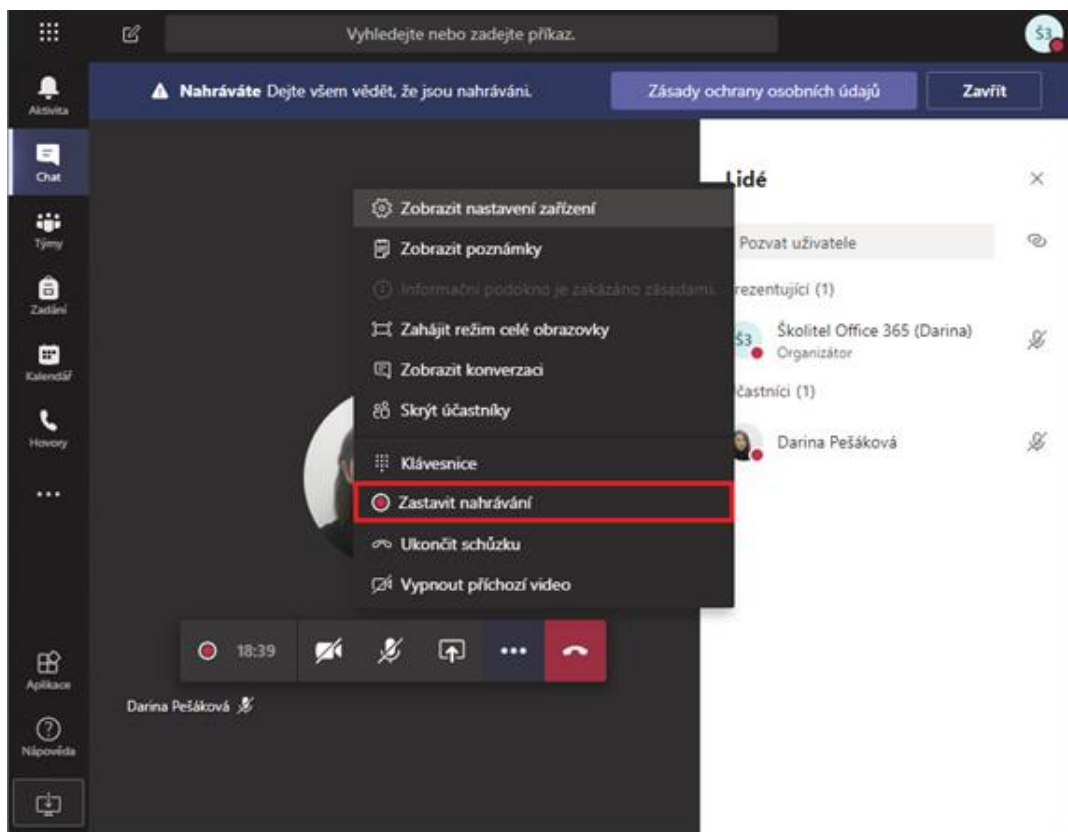 Vyhledejte nebo zadejte příkaz.
Š3
Nahráváte Dejte všem vědět, že jsou nahráváni.
Zásady ochrany osobních údajů
Zavřít
Aktivita
Chat
Týmy
Zadání
Kalendář
Hovory
Aplikace
Nápověda
Zobrazit nastavení zařízení
Zobrazit poznámky
Informační podokno je zakázáno zásadami.
Zahájit režim celé obrazovky
Zobrazit konverzaci
Skrýt účastníky
Klávesnice
Zastavit nahrávání
Ukončit schůzku
Vypnout příchozí video
18:39
Darina Pešáková
Lidé
Pozvat uživatele
rezentující (1)
Š3
Školitel Office 365 (Darina)
Organizátor
častníci (1)
Darina Pešáková